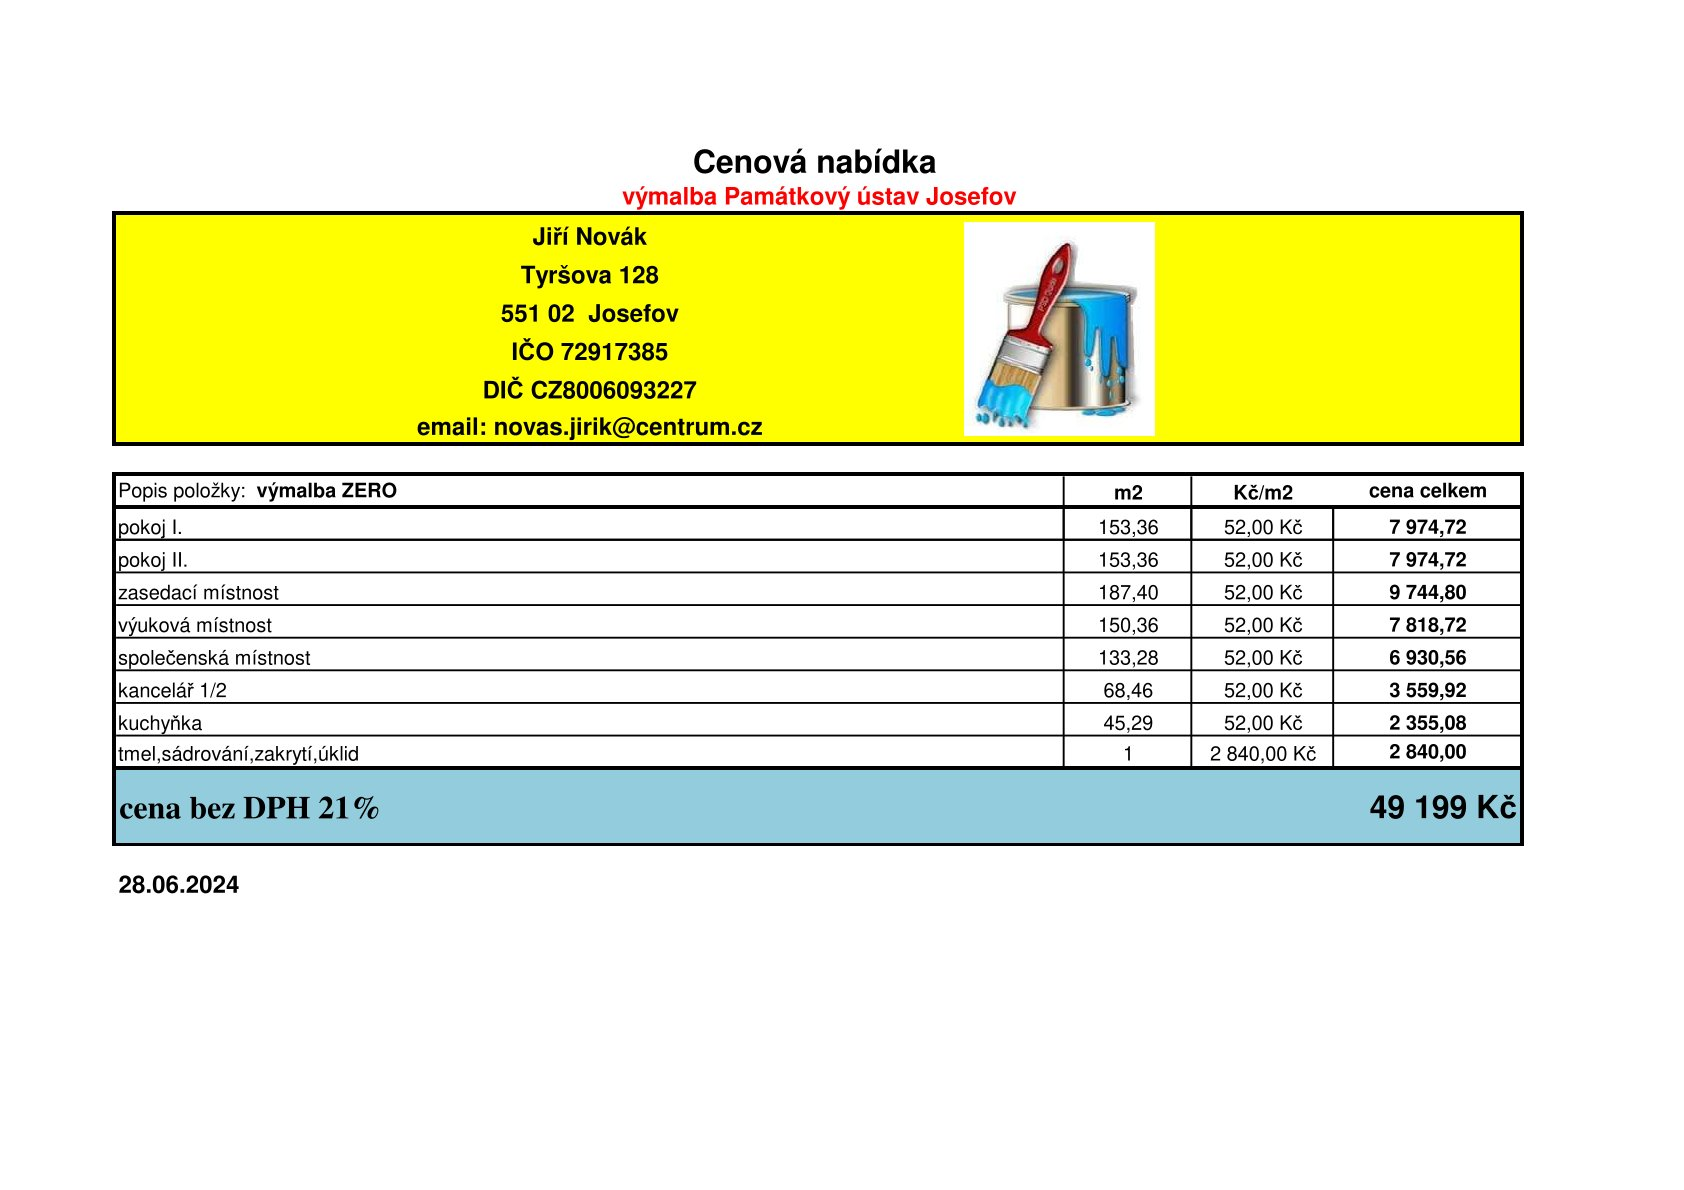 Cenová nabídka
výmalba Památkový ústav Josefov
Jiří Novák
Tyršova 128
551 02  Josefov
IČO 72917385
DIČ CZ8006093227
email: novas.jirik@centrum.cz
Popis položky:  výmalba ZERO m2 Kč/m2 cena celkem
pokoj I. 153,36 52,00 Kč 7 974,72
pokoj II. 153,36 52,00 Kč 7 974,72
zasedací místnost 187,40 52,00 Kč 9 744,80
výuková místnost 150,36 52,00 Kč 7 818,72
společenská místnost 133,28 52,00 Kč 6 930,56
kancelář 1/2 68,46 52,00 Kč 3 559,92
kuchyňka 45,29 52,00 Kč 2 355,08
tmel,sádrování,zakrytí,úklid 1 2 840,00 Kč 2 840,00
cena bez DPH 21% 49 199 Kč
28.06.2024